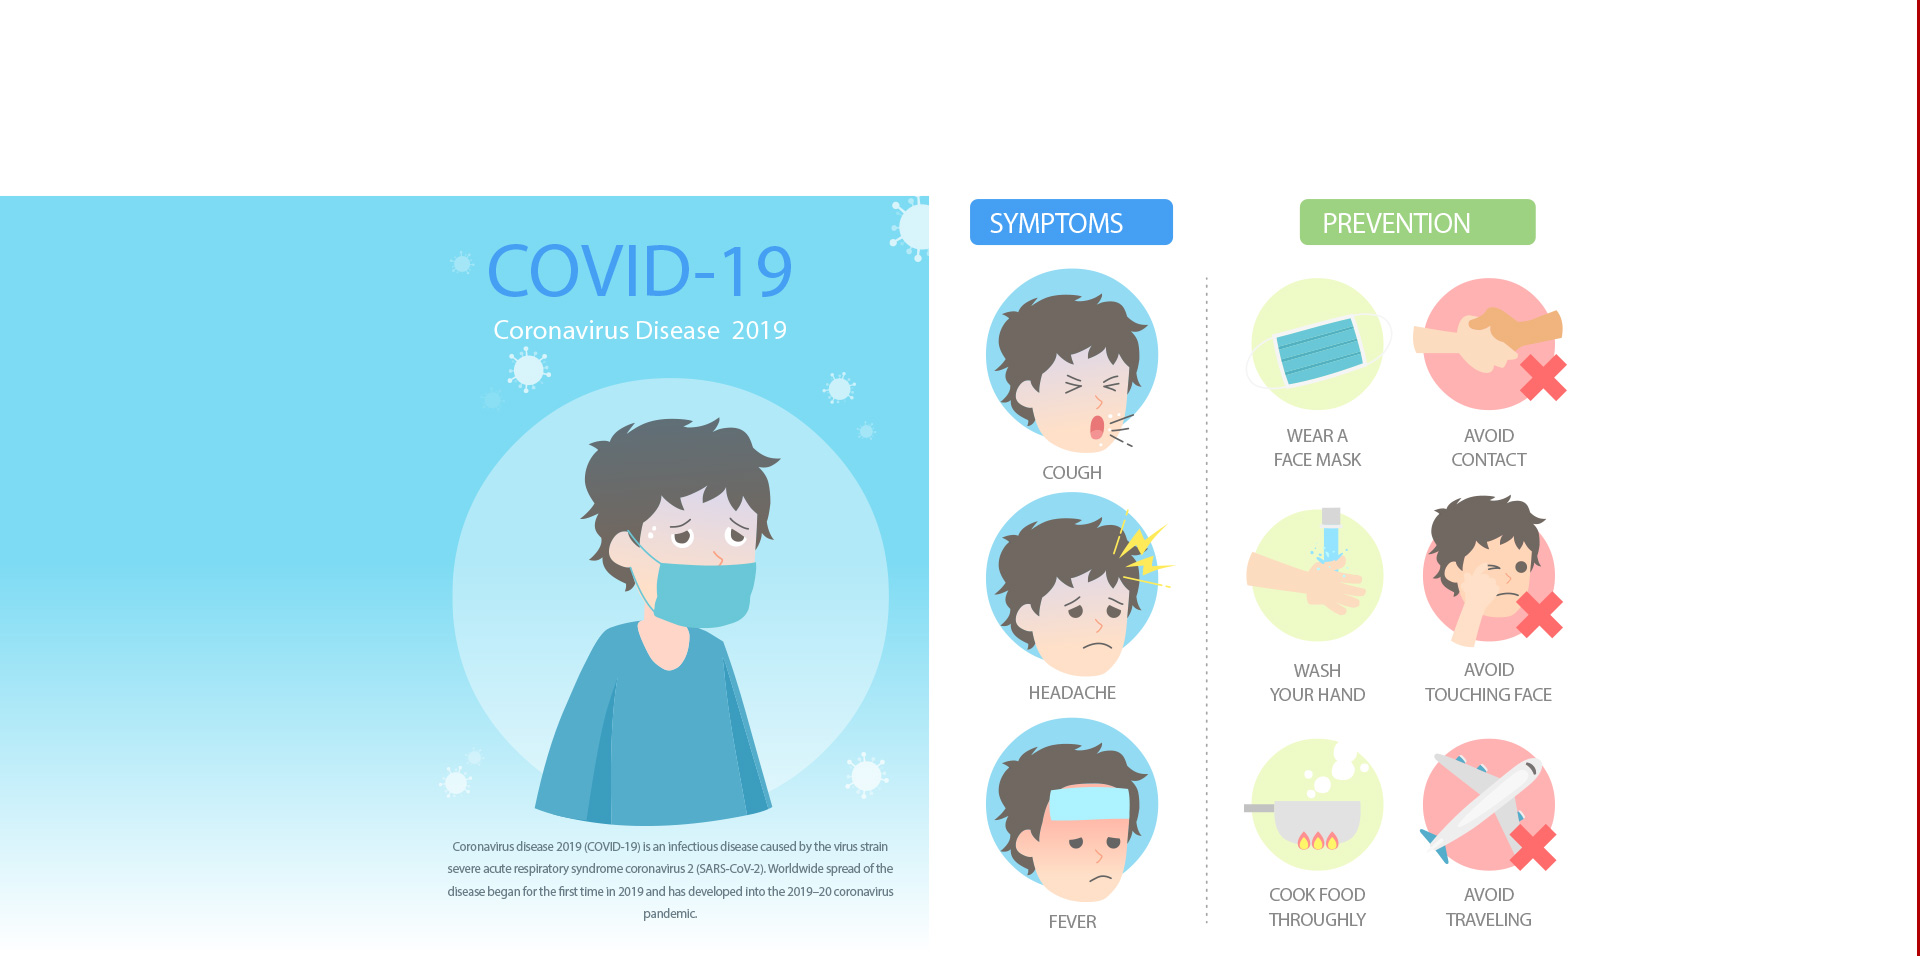 COVID-19
Coronavirus Disease 2019
Coronavirus disease 2019 (COVID-19) is an infectious disease caused by the virus strain
severe acute respiratory syndrome coronavirus 2 (SARS-CoV-2). Worldwide spread of the
disease began for the first time in 2019 and has developed into the 2019–20 coronavirus
pandemic.
SYMPTOMS
COUGH
HEADACHE
FEVER
PREVENTION
WEAR A
FACE MASK
AVOID
CONTACT
WASH
YOUR HAND
AVOID
TOUCHING FACE
COOK FOOD
THROUGHLY
AVOID
TRAVELING